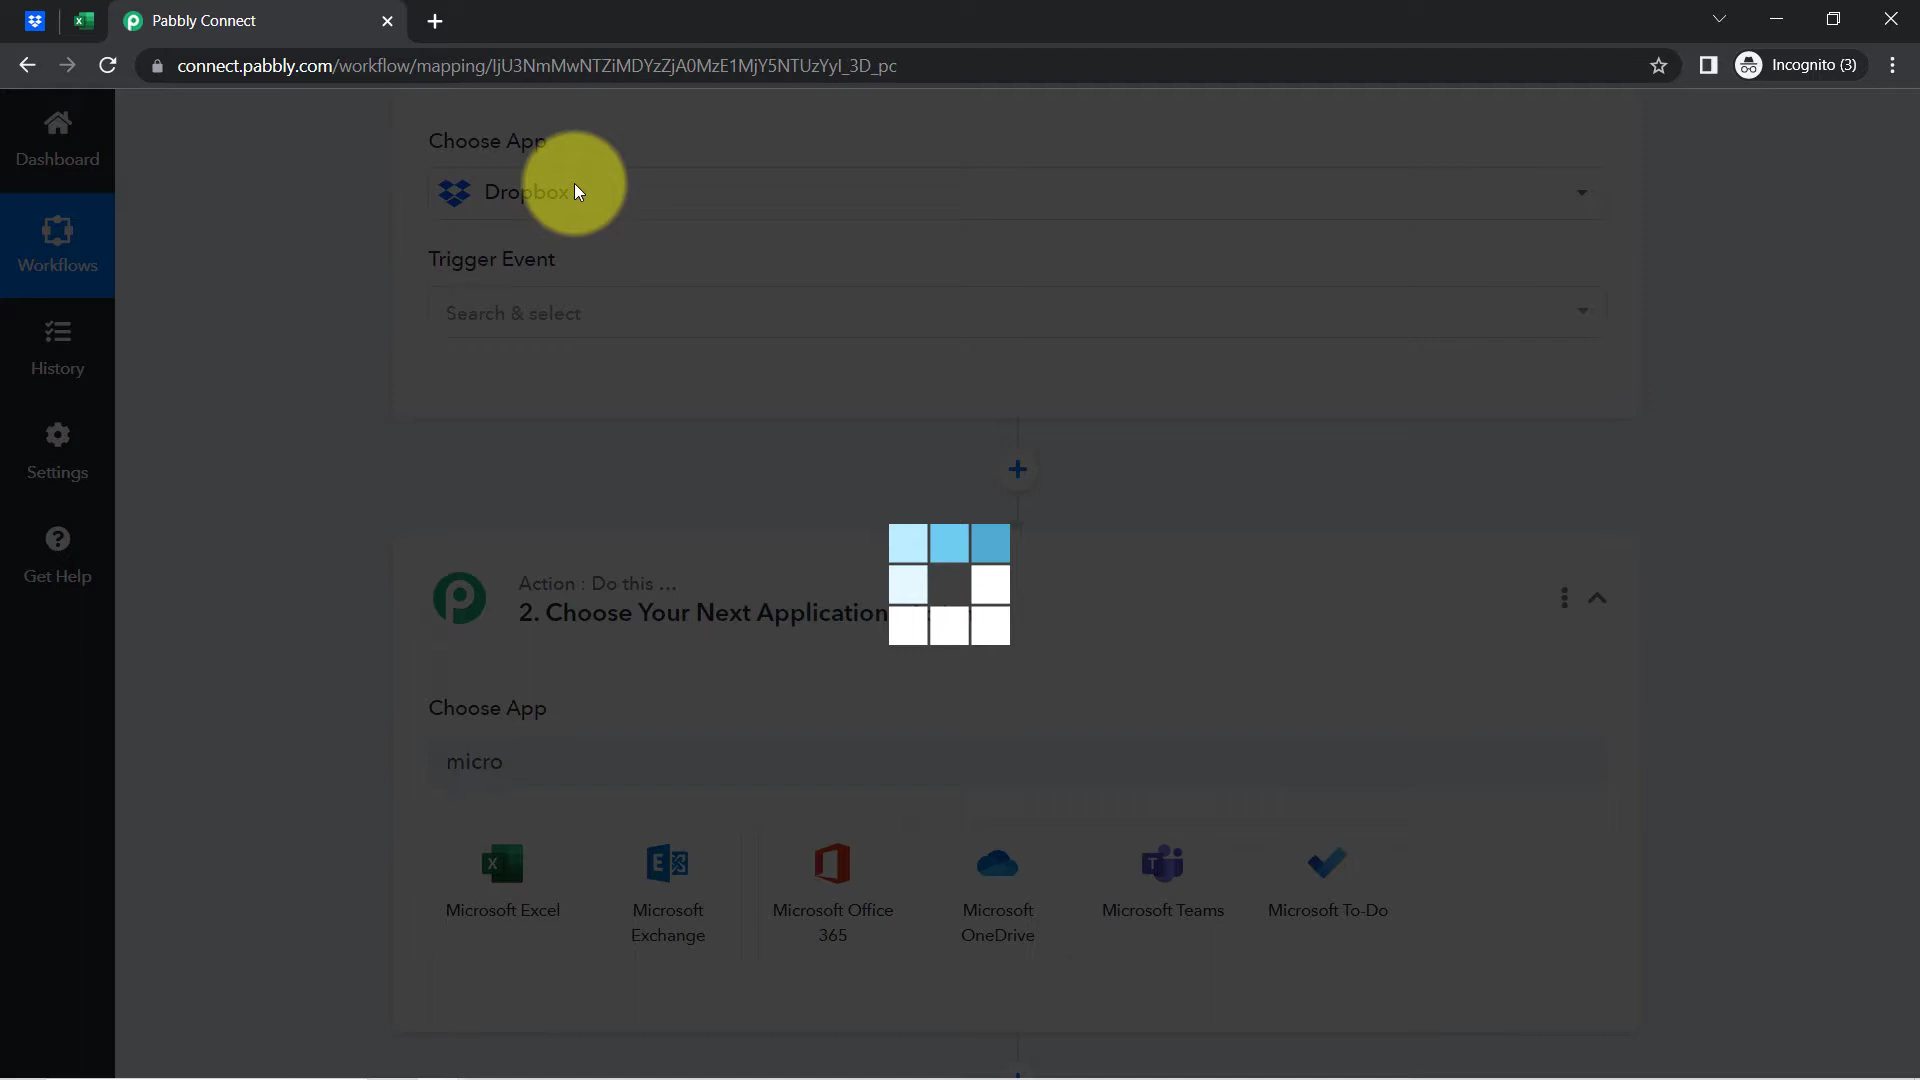 Pabbly Connect
connect.pabbly.com/workflow/mapping/IjU3NmMwNTZiMDYzZjA0MzE1MjY5NTUzYyI_3D_pc
Incognito (3)
Dashboard
Workflows
History
Settings
Get Help
Choose App
Dropbox
Trigger Event
Search & select
Action : Do this ...
2. Choose Your Next Application
Choose App
micro
Microsoft Excel
Microsoft
Exchange
Microsoft Office
365
Microsoft
OneDrive
Microsoft Teams
Microsoft To-Do